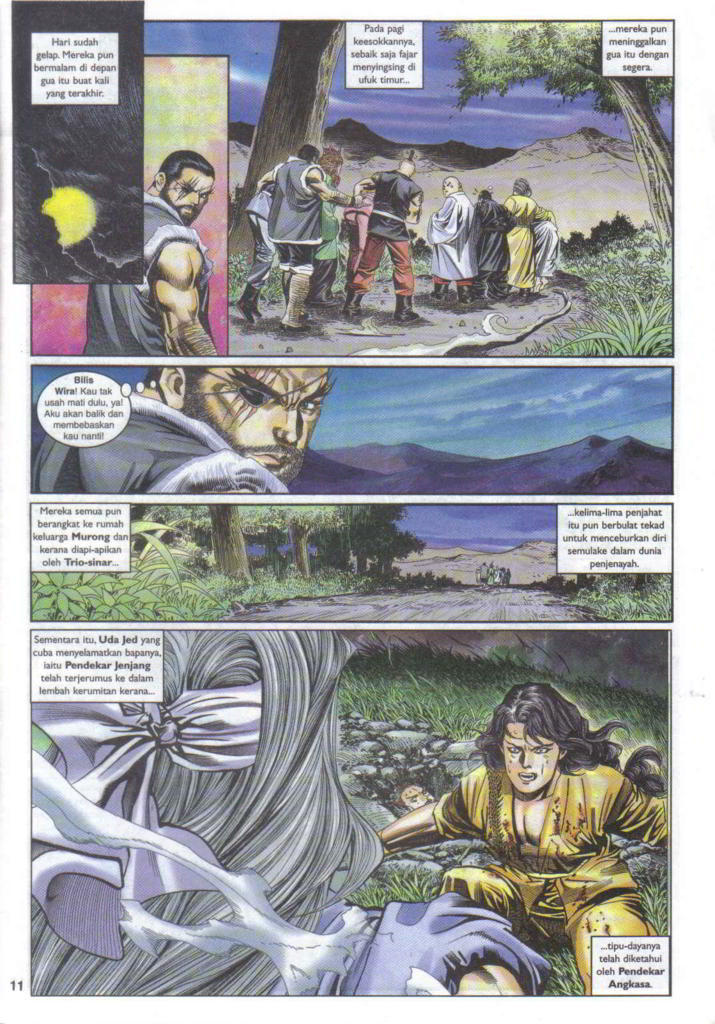 Hari sudah
gelap. Mereka pun
bermalam di depan
gua itu buat kali
yang terakhir.
Pada pagi
keesokkannya,
sebaik saja fajar
menyingsing di
ufuk timur...
...mereka pun
meninggalkan
gua itu dengan
segera.
Bilis
Wira! Kau tak
usah mati dulu, ya!
Aku akan balik dan
membebaskan
kau nanti!
Mereka semua pun
berangkat ke rumah
keluarga Murong dan
kerana diapi-apikan
oleh Trio-sinar...
...kelima-lima penjahat
itu pun berbulat tekad
untuk menceburkan diri
semulake dalam dunia
penjenayah.
Sementara itu, Uda Jed yang
cuba menyelamatkan bapanya,
iaitu Pendekar Jenjang
telah terjerumus ke dalam
lembah kerumitan kerana...
...tipu-dayanya
telah diketahui
oleh Pendekar
Angkasa.
11